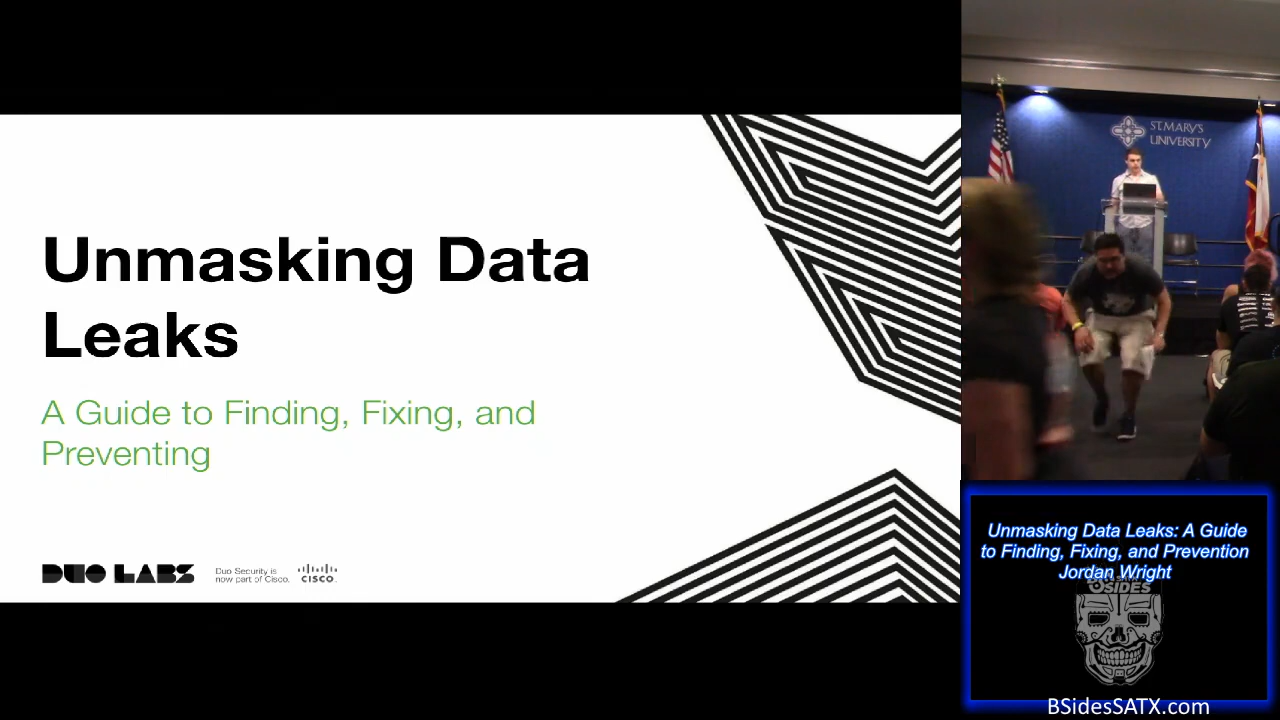 Unmasking Data
Leaks
A Guide to Finding, Fixing, and
Preventing
DUO LABS
Duo Security is
now part of Cisco.
CISCO
ST. MARY'S
UNIVERSITY
Unmasking Data Leaks: A Guide
to Finding, Fixing, and Prevention
Jordan Wright
BSIDES
BSidesSATX.com